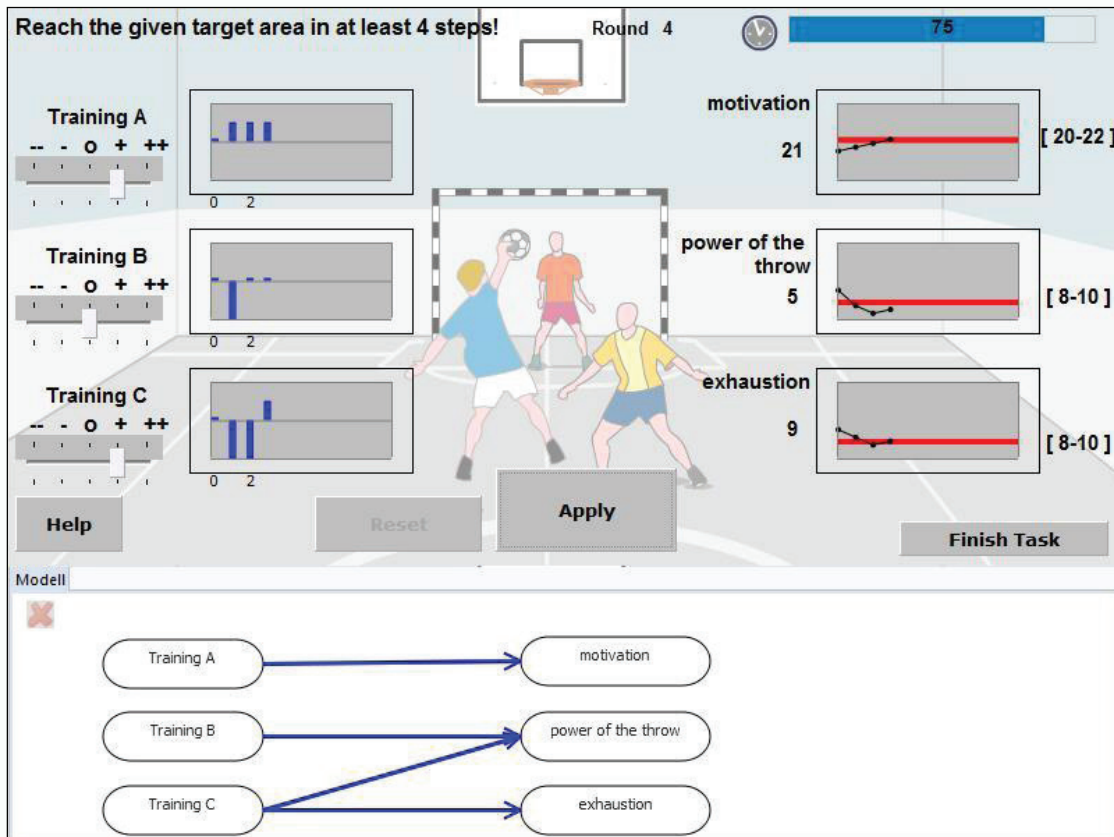 Reach the given target area in at least 4 steps!
Round 4
75
Training A
-- - o + ++
0 2
motivation
21
[ 20-22 ]
Training B
-- - o + ++
0 2
power of the
throw
5
[ 8-10 ]
Training C
-- - o + ++
0 2
exhaustion
9
[ 8-10 ]
Help
Reset
Apply
Finish Task
Modell
Training A
motivation
Training B
power of the throw
Training C
exhaustion